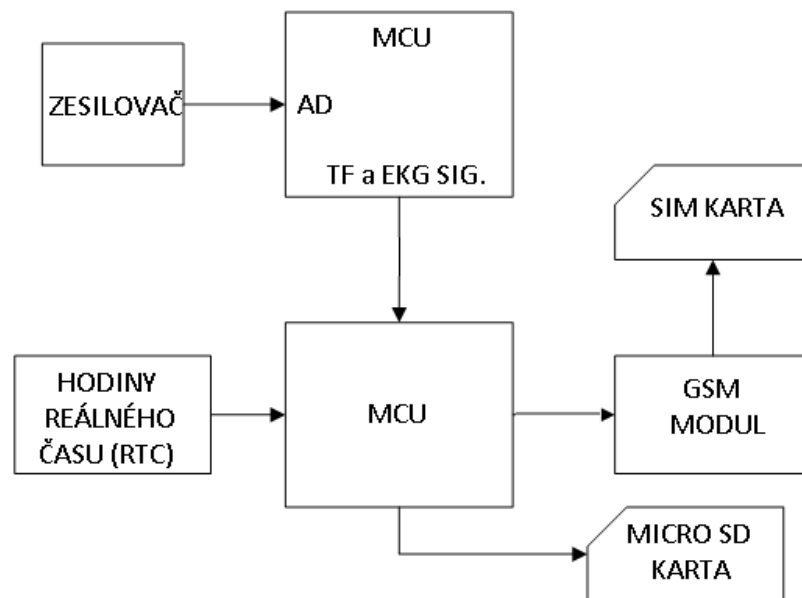 MCU
ZESILOVAČ
AD
TF a EKG SIG.
SIM KARTA
HODINY
REÁLNÉHO
ČASU (RTC)
MCU
GSM
MODUL
MICRO SD
KARTA